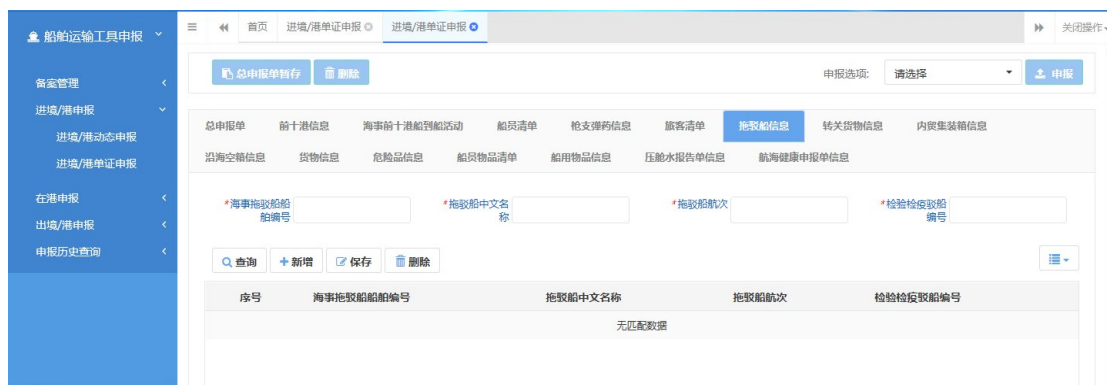 船舶运输工具申报
首页 进境/港单证申报 进境/港单证申报 关闭操作
总申报单暂存 删除 申报选项: 请选择 申报
备案管理
进境/港申报
进境/港动态申报
进境/港单证申报
在港申报
出境/港申报
申报历史查询
总申报单 前十港信息 海事前十港船到船活动 船员清单 枪支弹药信息 旅客清单 拖驳船信息 转关货物信息 内贸集装箱信息
沿海空箱信息 货物信息 危险品信息 船员物品清单 船用物品信息 压舱水报告单信息 航海健康申报单信息
*海事拖驳船船舶编号 *拖驳船中文名称 *拖驳船航次 *检验检疫驳船编号
查询 新增 保存 删除
序号 海事拖驳船船舶编号 拖驳船中文名称 拖驳船航次 检验检疫驳船编号
无匹配数据